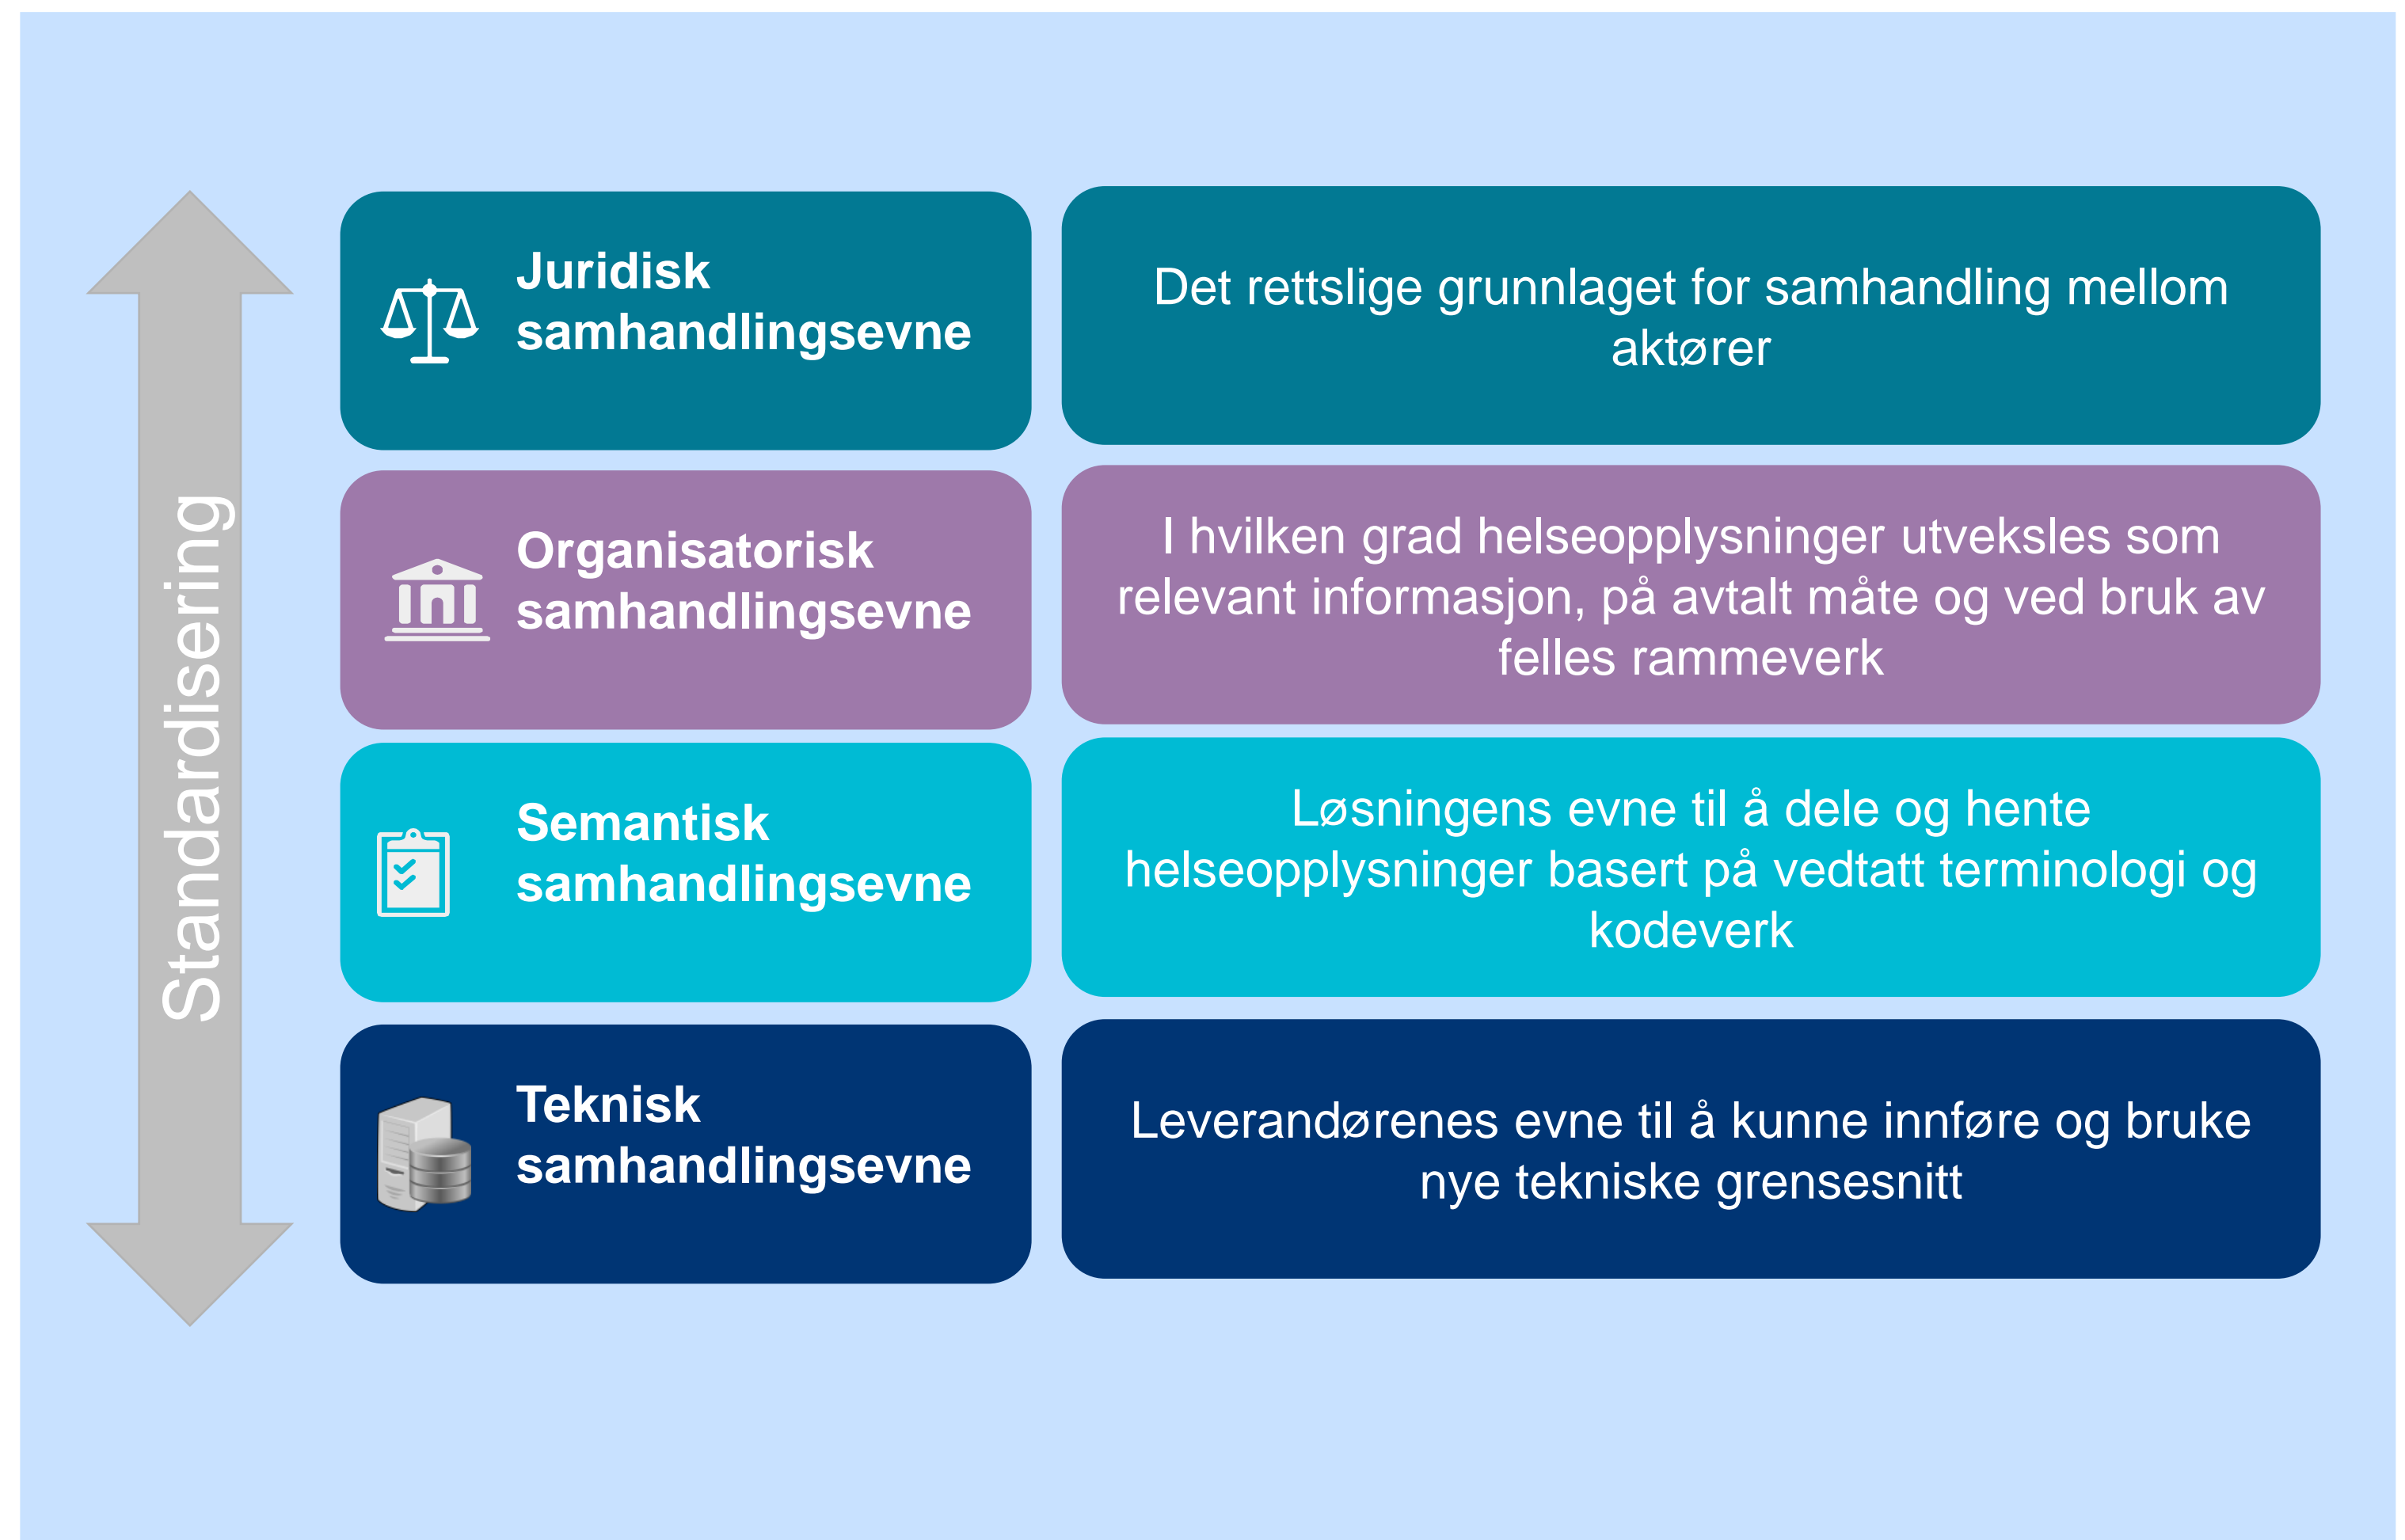 Standardisering
Juridisk
samhandlingsevne
Det rettslige grunnlaget for samhandling mellom
aktører
Organisatorisk
samhandlingsevne
I hvilken grad helseopplysninger utveksles som
relevant informasjon, på avtalt måte og ved bruk av
felles rammeverk
Semantisk
samhandlingsevne
Løsningens evne til å dele og hente
helseopplysninger basert på vedtatt terminologi og
kodeverk
Teknisk
samhandlingsevne
Leverandørenes evne til å kunne innføre og bruke
nye tekniske grensesnitt